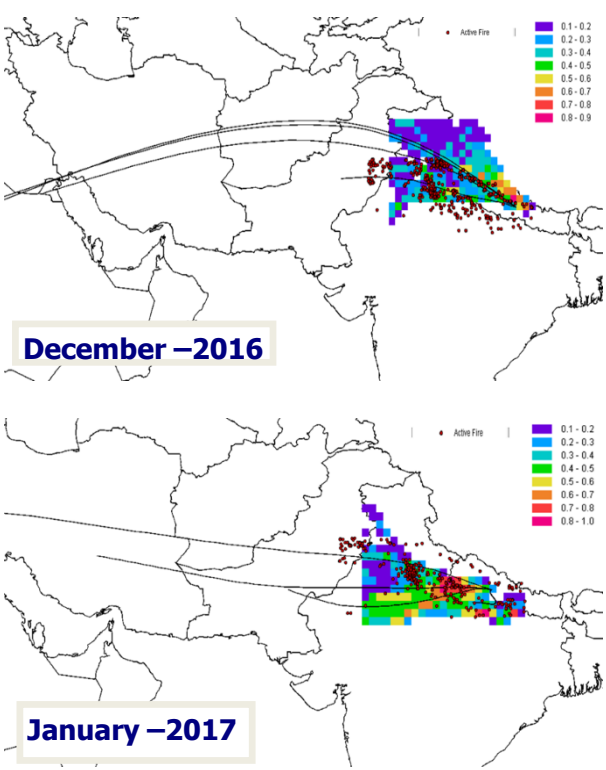 Active Fire
0.1 - 0.2
0.2 - 0.3
0.3 - 0.4
0.4 - 0.5
0.5 - 0.6
0.6 - 0.7
0.7 - 0.8
0.8 - 0.9
December –2016
Active Fire
0.1 - 0.2
0.2 - 0.3
0.3 - 0.4
0.4 - 0.5
0.5 - 0.6
0.6 - 0.7
0.7 - 0.8
0.8 - 1.0
January –2017